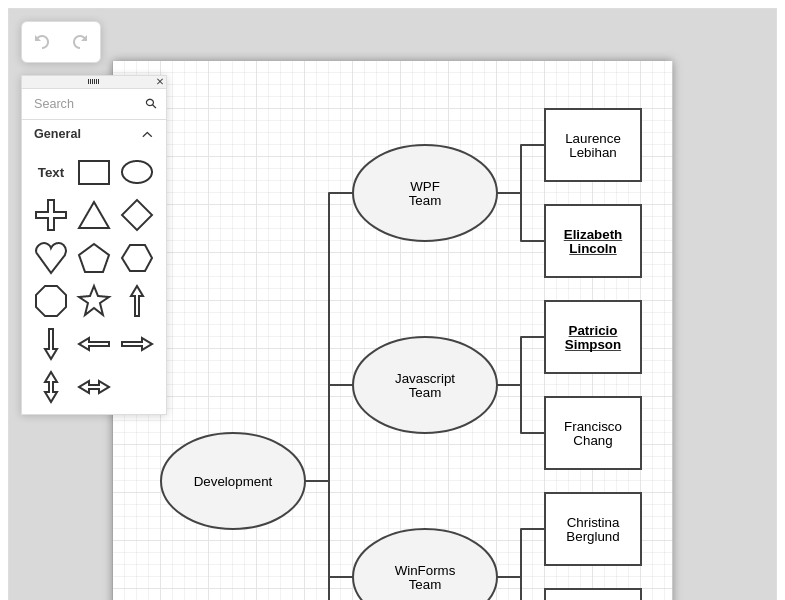 Search
General
Text
Development
WPF
Team
Javascript
Team
WinForms
Team
Laurence
Lebihan
Elizabeth
Lincoln
Patricio
Simpson
Francisco
Chang
Christina
Berglund